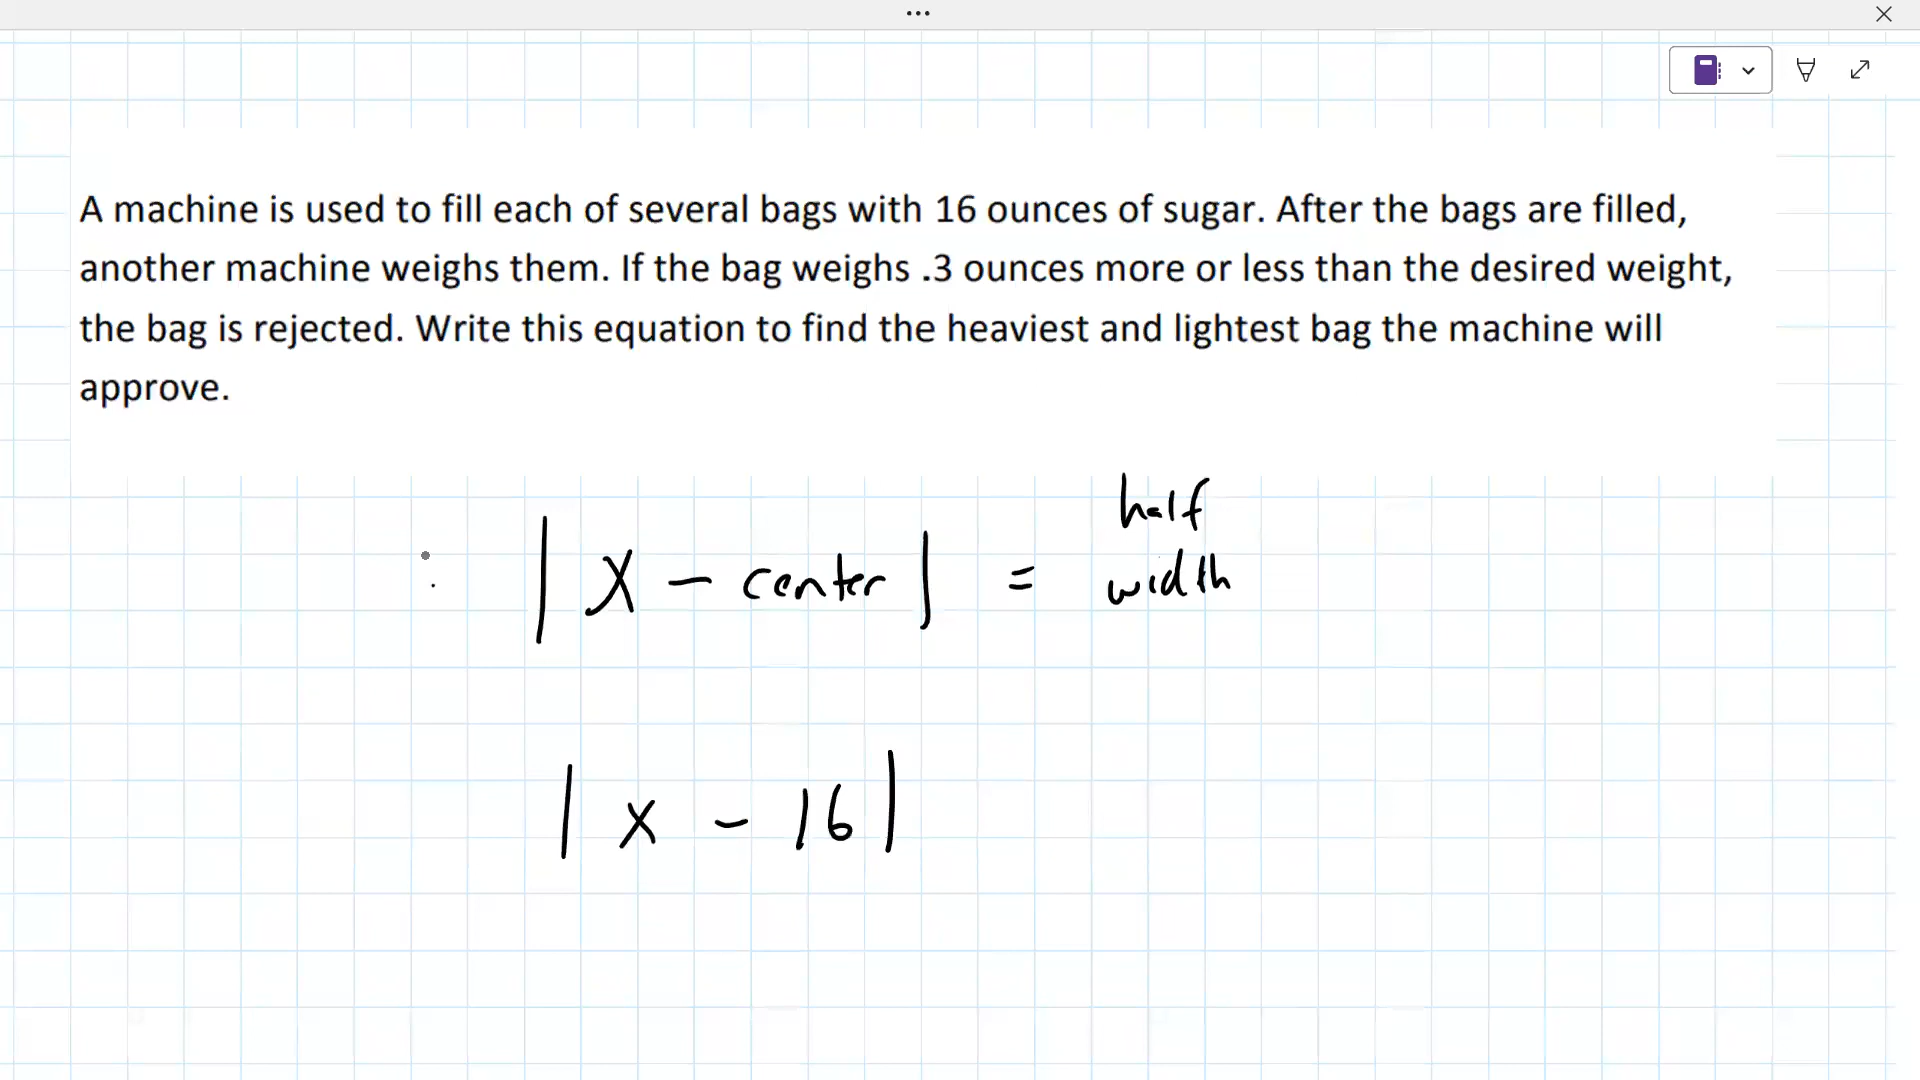 A machine is used to fill each of several bags with 16 ounces of sugar. After the bags are filled,
another machine weighs them. If the bag weighs .3 ounces more or less than the desired weight,
the bag is rejected. Write this equation to find the heaviest and lightest bag the machine will
approve.
| x - center | = half width
| x - 16 |